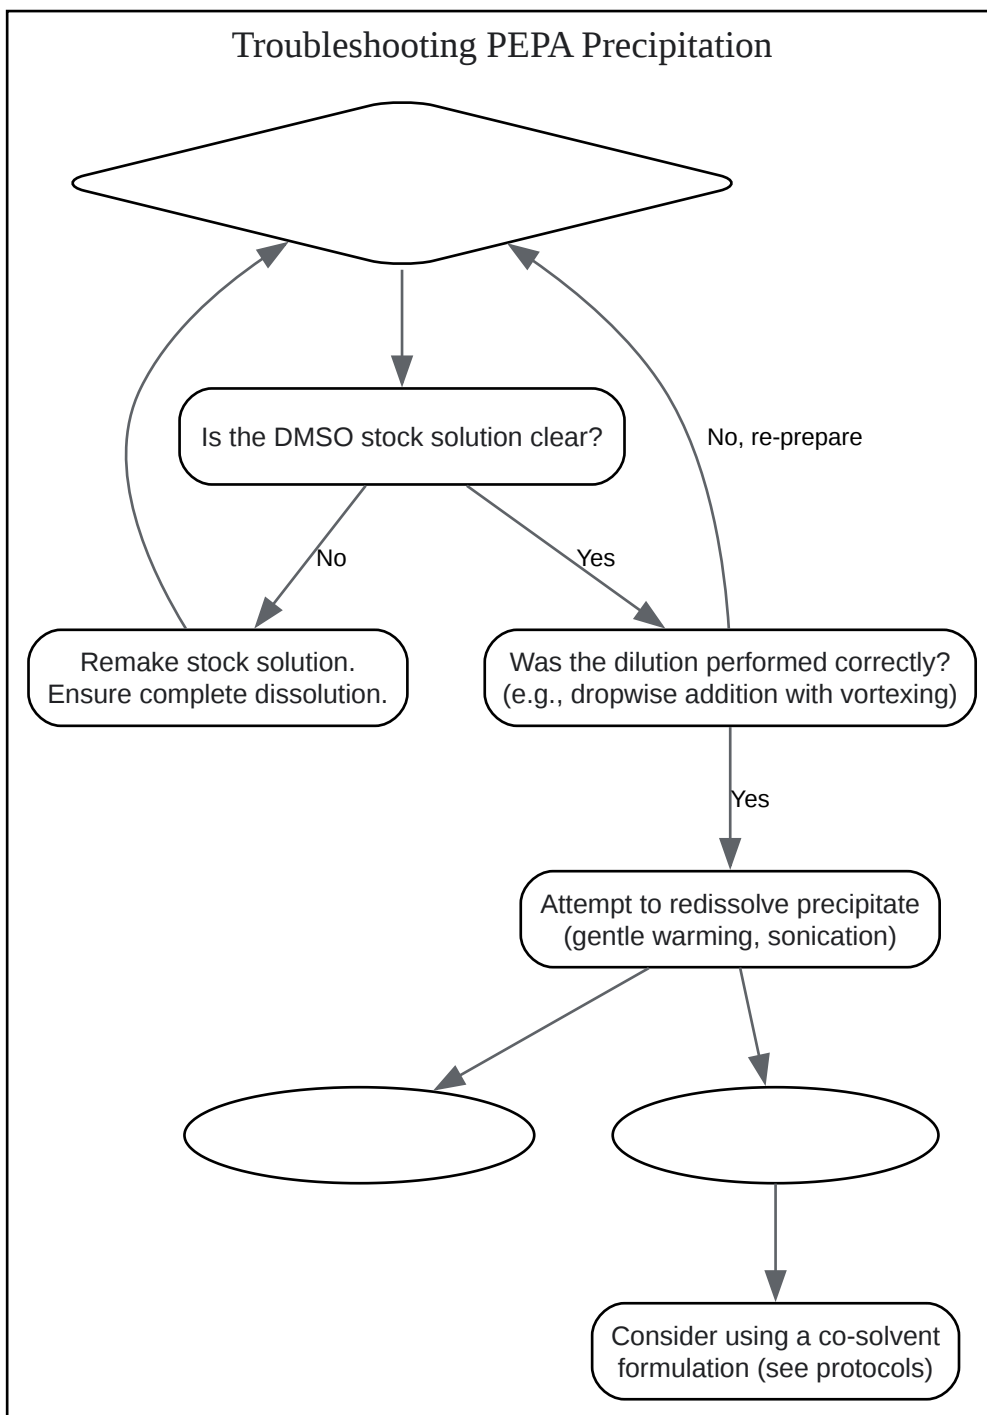 Troubleshooting PEPA Precipitation
Is the DMSO stock solution clear?
No, re-prepare
No
Yes
Remake stock solution.
Ensure complete dissolution.
Was the dilution performed correctly?
(e.g., dropwise addition with vortexing)
Yes
Attempt to redissolve precipitate
(gentle warming, sonication)
Consider using a co-solvent
formulation (see protocols)